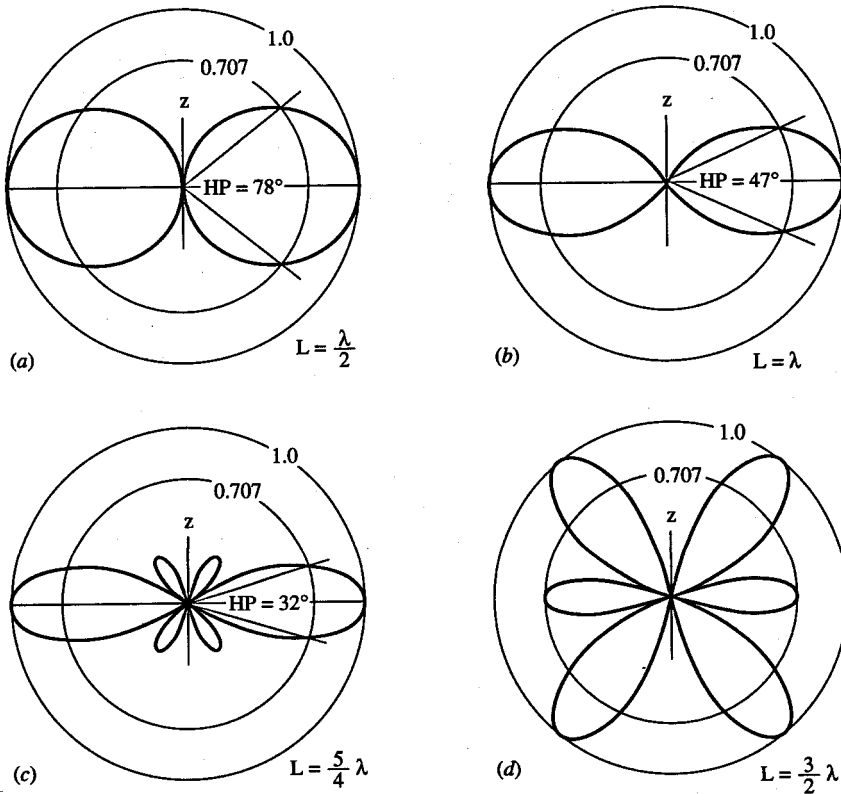 1.0
0.707
z
HP = 78°
(a)
L = λ/2
1.0
0.707
z
HP = 47°
(b)
L = λ
1.0
0.707
z
HP = 32°
(c)
L = 5/4 λ
1.0
0.707
z
(d)
L = 3/2 λ